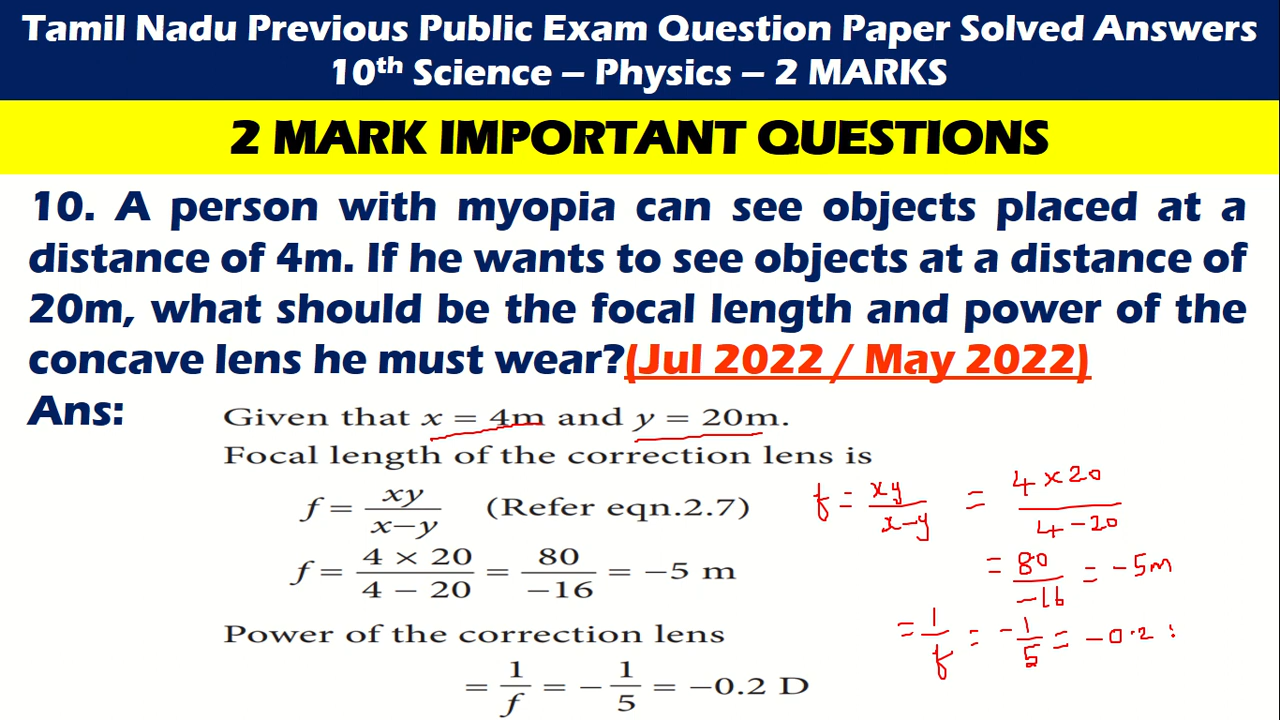 Tamil Nadu Previous Public Exam Question Paper Solved Answers
10th Science – Physics – 2 MARKS
2 MARK IMPORTANT QUESTIONS
10. A person with myopia can see objects placed at a
distance of 4m. If he wants to see objects at a distance of
20m, what should be the focal length and power of the
concave lens he must wear?(Jul 2022 / May 2022)
Ans:
Given that x = 4m and y = 20m.
Focal length of the correction lens is
f = xy / x–y (Refer eqn.2.7)
f = 4 × 20 / 4 – 20 = 80 / –16 = –5 m
Power of the correction lens
= 1 / f = – 1 / 5 = –0.2 D
f = xy / x-y = 4 × 20 / 4 - 20
= 80 / -16 = -5m
= 1 / f = - 1 / 5 = -0.2